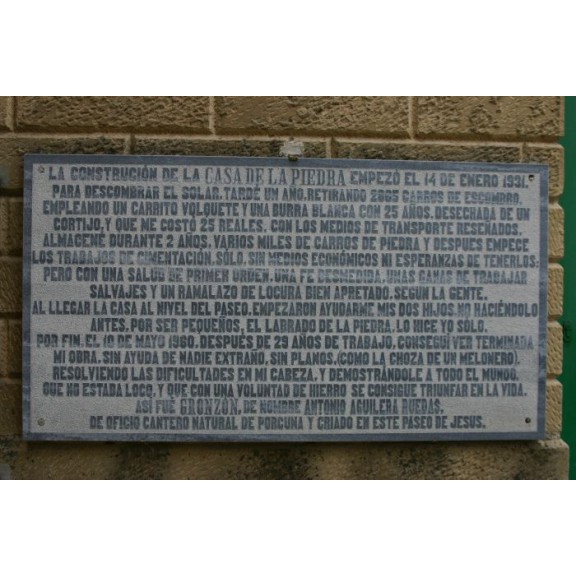 LA CONSTRUCIÓN DE LA CASA DE LA PIEDRA EMPEZÓ EL 14 DE ENERO 1931.
PARA DESCOMBRAR EL SOLAR, TARDÉ UN AÑO, RETIRANDO 2865 CARROS DE ESCOMBRO,
EMPLEANDO UN CARRITO VOLQUETE Y UNA BURRA BLANCA CON 25 AÑOS, DESECHADA DE UN
CORTIJO, Y QUE ME COSTÓ 25 REALES. CON LOS MEDIOS DE TRANSPORTE RESEÑADOS,
ALMACENÉ DURANTE 2 AÑOS, VARIOS MILES DE CARROS DE PIEDRA Y DESPUES EMPECE
LOS TRABAJOS DE CIMENTACIÓN, SÓLO, SIN MEDIOS ECONÓMICOS NI ESPERANZAS DE TENERLOS.
PERO CON UNA SALUD DE PRIMER ORDEN, UNA FE DESMEDIDA, UNAS GANAS DE TRABAJAR
SALVAJES Y UN RAMALAZO DE LOCURA BIEN APRETADO, SEGUN LA GENTE.
AL LLEGAR LA CASA AL NIVEL DEL PASEO, EMPEZARON AYUDARME MIS DOS HIJOS, NO HACIÉNDOLO
ANTES, POR SER PEQUEÑOS, EL LABRADO DE LA PIEDRA, LO HICE YO SÓLO.
POR FIN, EL 10 DE MAYO 1960, DESPUÉS DE 29 AÑOS DE TRABAJO, CONSEGUÍ VER TERMINADA
MI OBRA, SIN AYUDA DE NADIE EXTRAÑO, SIN PLANOS, (COMO LA CHOZA DE UN MELONERO),
RESOLVIENDO LAS DIFICULTADES EN MI CABEZA, Y DEMOSTRÁNDOLE A TODO EL MUNDO,
QUE NO ESTABA LOCO, Y QUE CON UNA VOLUNTAD DE HIERRO SE CONSIGUE TRIUNFAR EN LA VIDA.
ASI FUÉ GRONZÓN, DE NOMBRE ANTONIO AGUILERA RUEDAS,
DE OFICIO CANTERO NATURAL DE PORCUNA Y CRIADO EN ESTE PASEO DE JESÚS.